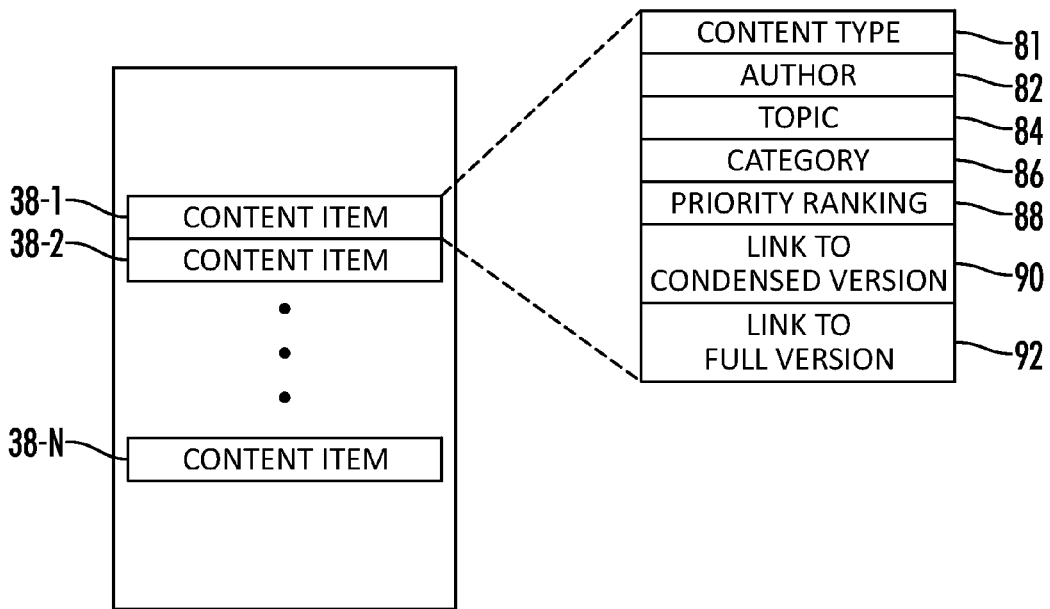 38-1
CONTENT ITEM
38-2
CONTENT ITEM
38-N
CONTENT ITEM
CONTENT TYPE
81
AUTHOR
82
TOPIC
84
CATEGORY
86
PRIORITY RANKING
88
LINK TO
CONDENSED VERSION
90
LINK TO
FULL VERSION
92